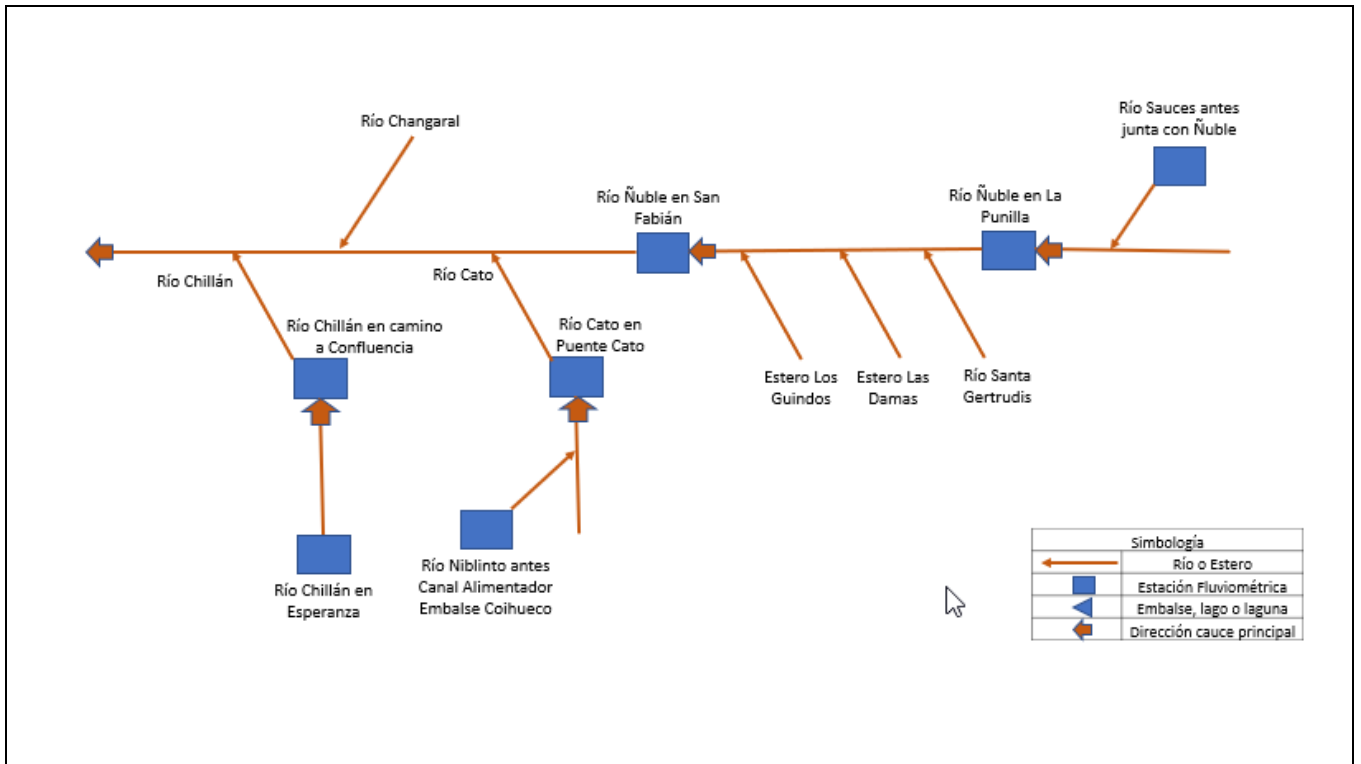 Río Sauces antes
junta con Ñuble
Río Changaral
Río Ñuble en San
Fabián
Río Ñuble en La
Punilla
Río Chillán
Río Cato
Río Chillán en camino
a Confluencia
Río Cato en
Puente Cato
Estero Los
Guindos
Estero Las
Damas
Río Santa
Gertrudis
Río Chillán en
Esperanza
Río Niblinto antes
Canal Alimentador
Embalse Coihueco
Simbología
Río o Estero
Estación Fluviométrica
Embalse, lago o laguna
Dirección cauce principal